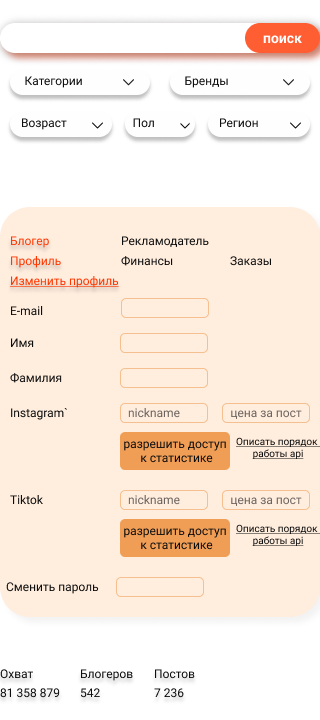 поиск
Категории Бренды
Возраст Пол Регион
Блогер Рекламодатель
Профиль Финансы Заказы
Изменить профиль
E-mail
Имя
Фамилия
Instagram` nickname цена за пост
разрешить доступ
к статистике
Описать порядок
работы api
Tiktok nickname цена за пост
разрешить доступ
к статистике
Описать порядок
работы api
Сменить пароль
Охват Блогеров Постов
81 358 879 542 7 236